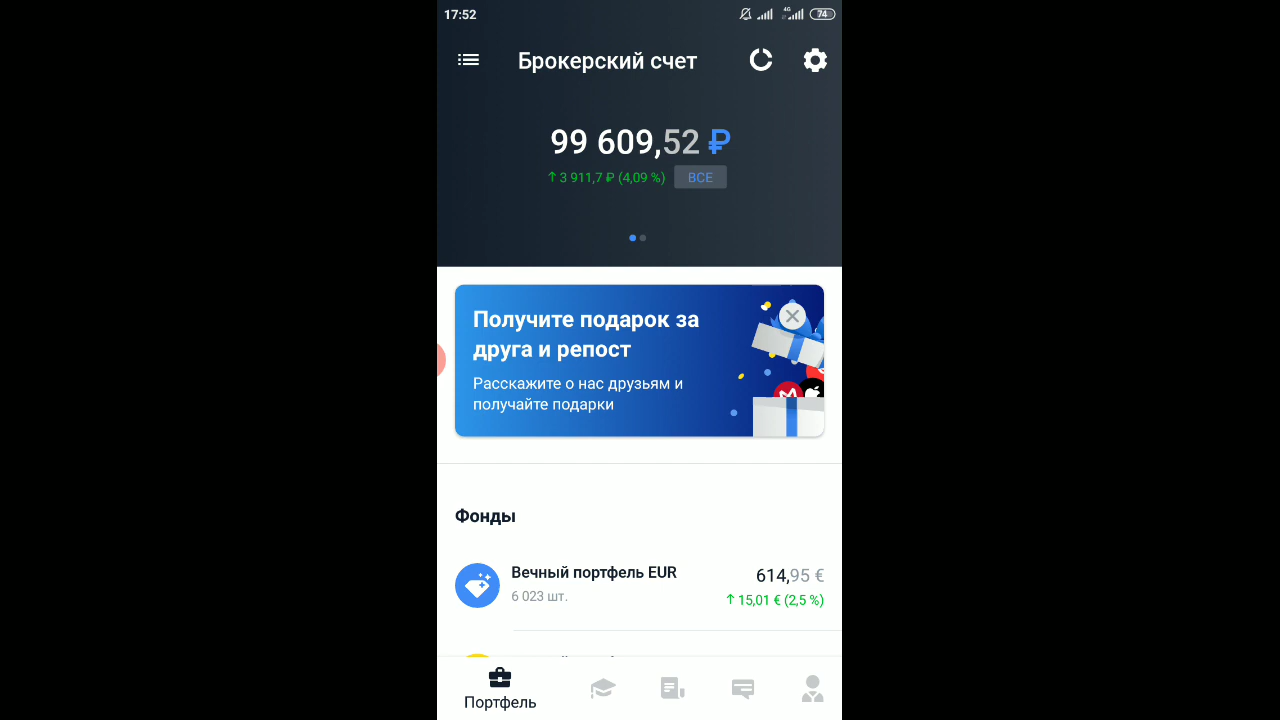 17:52
4G
74
Брокерский счет
99 609,52 ₽
↑ 3 911,7 ₽ (4,09 %) ВСЕ
Получите подарок за
друга и репост
Расскажите о нас друзьям и
получайте подарки
Фонды
Вечный портфель EUR
614,95 €
6 023 шт.
↑ 15,01 € (2,5 %)
Портфель